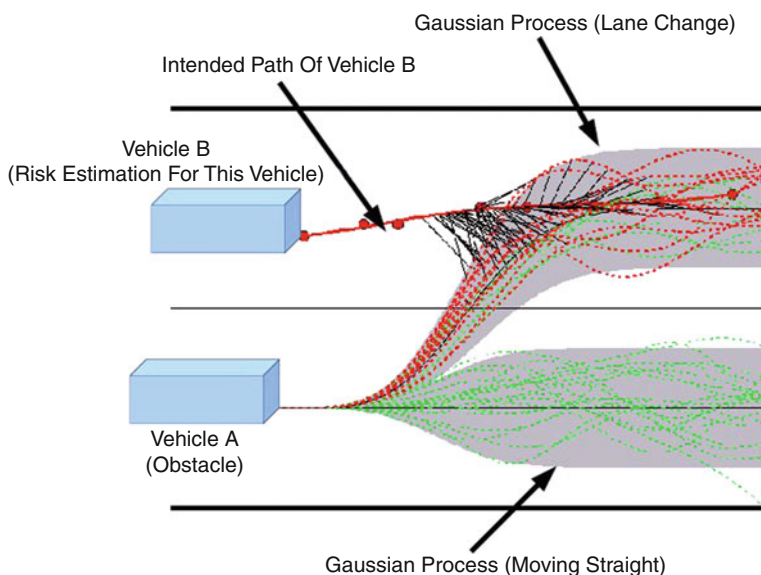 Gaussian Process (Lane Change)
Intended Path Of Vehicle B
Vehicle B
(Risk Estimation For This Vehicle)
Vehicle A
(Obstacle)
Gaussian Process (Moving Straight)